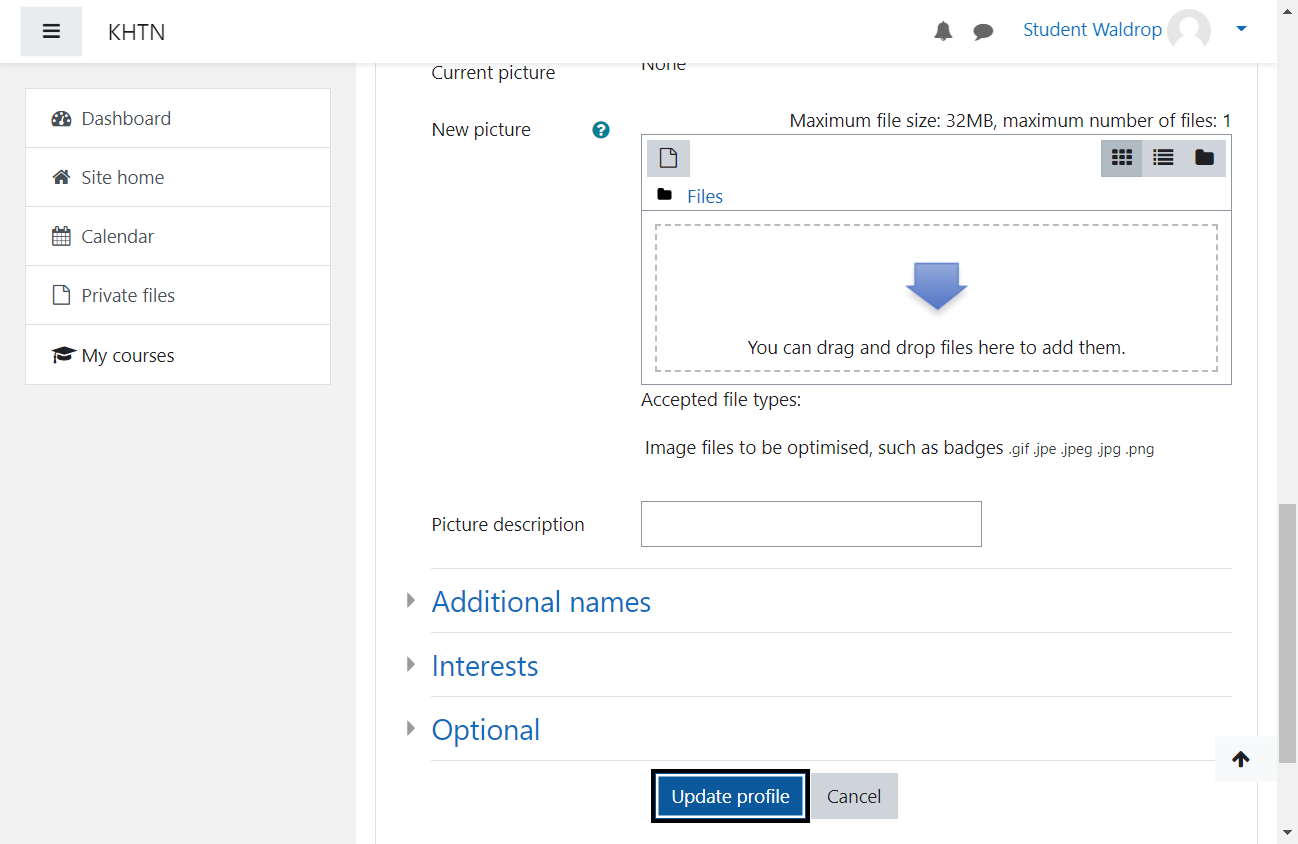 KHTN
Student Waldrop
Dashboard
Site home
Calendar
Private files
My courses
Current picture
None
New picture
Maximum file size: 32MB, maximum number of files: 1
Files
You can drag and drop files here to add them.
Accepted file types:
Image files to be optimised, such as badges .gif .jpe .jpeg .jpg .png
Picture description
Additional names
Interests
Optional
Update profile
Cancel